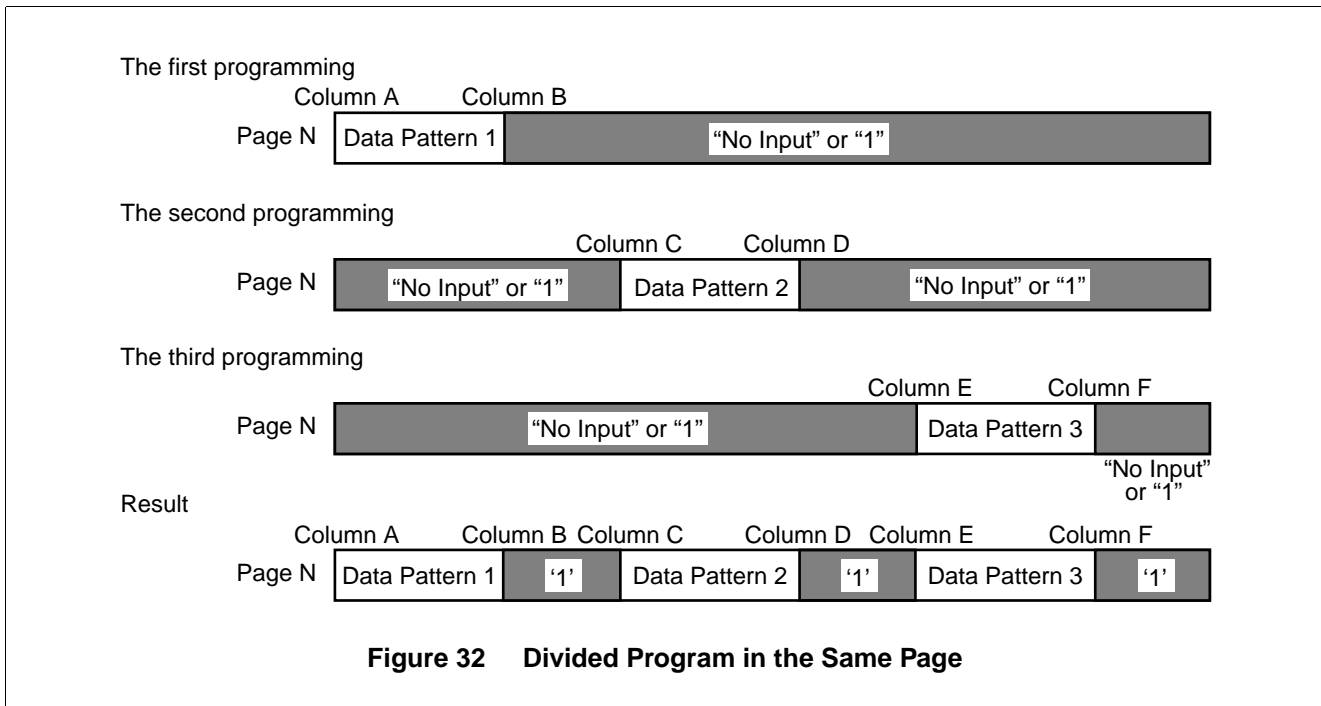 The first programming
Column A Column B
Page N Data Pattern 1 “No Input” or “1”
The second programming
Column C Column D
Page N “No Input” or “1” Data Pattern 2 “No Input” or “1”
The third programming
Column E Column F
Page N “No Input” or “1” Data Pattern 3
“No Input”
or “1”
Result
Column A Column B Column C Column D Column E Column F
Page N Data Pattern 1 ‘1’ Data Pattern 2 ‘1’ Data Pattern 3 ‘1’
Figure 32 Divided Program in the Same Page